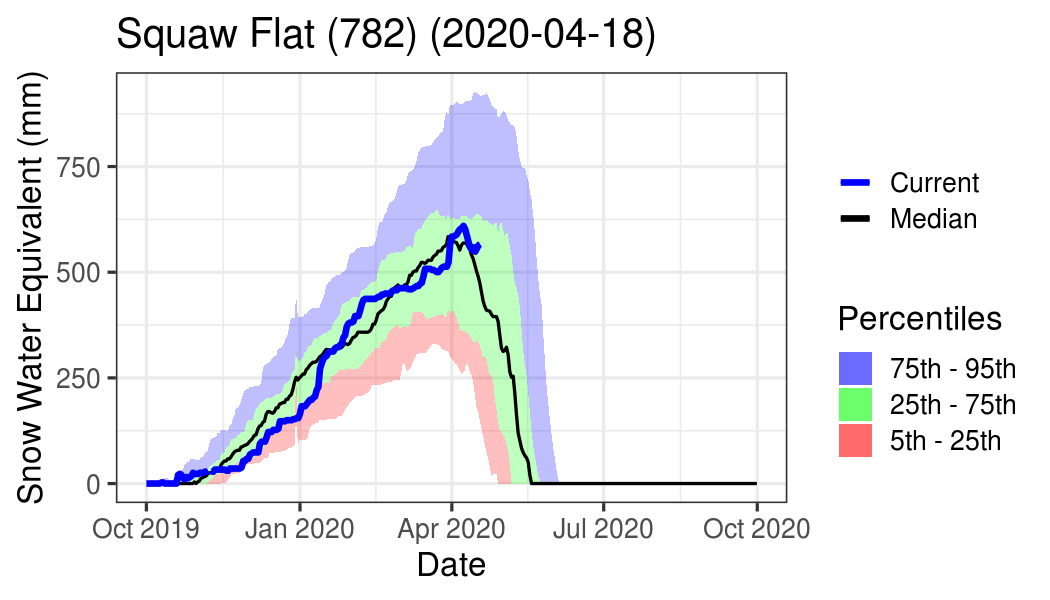 Squaw Flat (782) (2020-04-18)
Snow Water Equivalent (mm)
750
500
250
0
Oct 2019 Jan 2020 Apr 2020 Jul 2020 Oct 2020
Date
Current
Median
Percentiles
75th - 95th
25th - 75th
5th - 25th